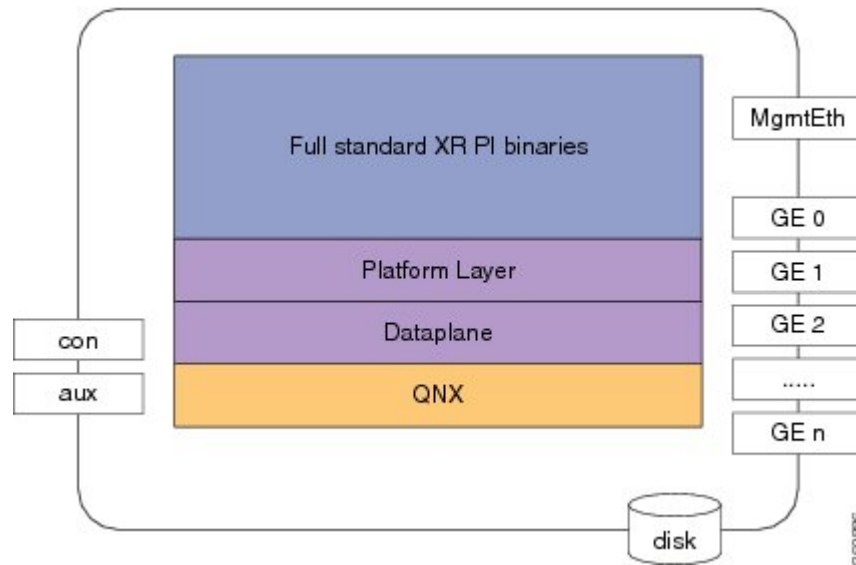 MgmtEth
Full standard XR PI binaries
GE 0
Platform Layer
GE 1
GE 2
con
Dataplane
aux
QNX
.....
GE n
disk